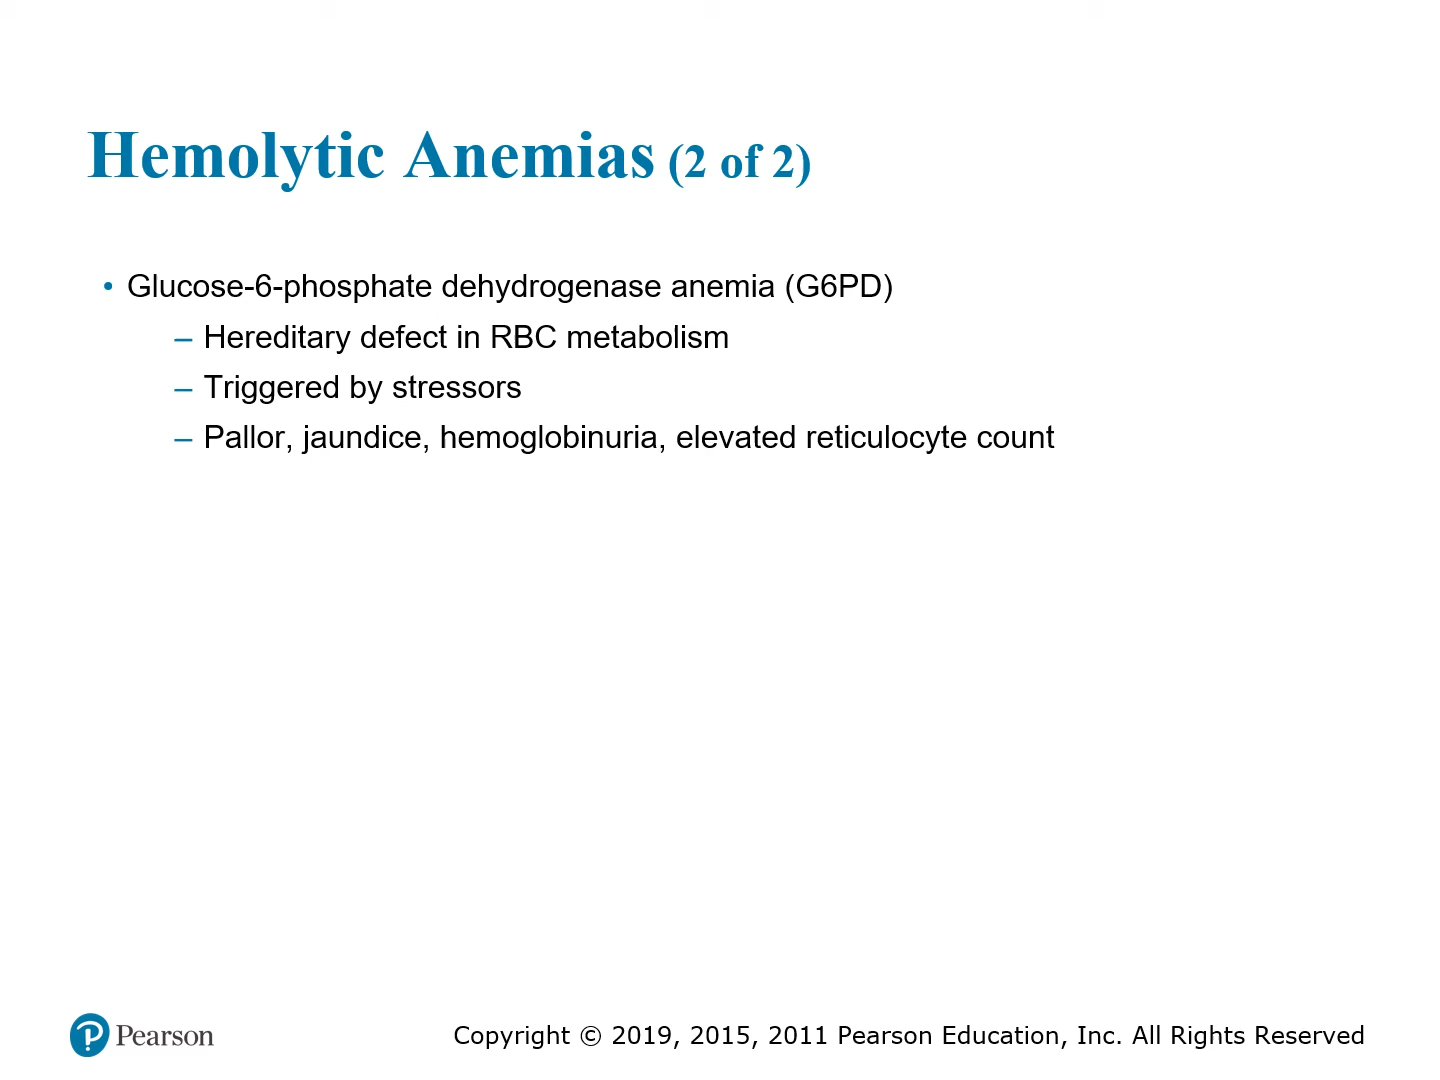 Hemolytic Anemias (2 of 2)
• Glucose-6-phosphate dehydrogenase anemia (G6PD)
– Hereditary defect in RBC metabolism
– Triggered by stressors
– Pallor, jaundice, hemoglobinuria, elevated reticulocyte count
Pearson
Copyright © 2019, 2015, 2011 Pearson Education, Inc. All Rights Reserved